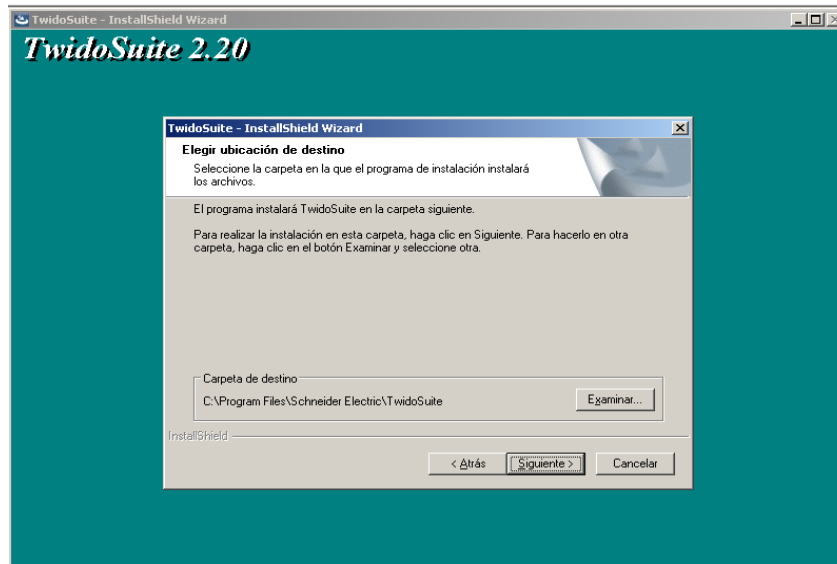 TwidoSuite - InstallShield Wizard
TwidoSuite 2.20
TwidoSuite - InstallShield Wizard
Elegir ubicación de destino
Seleccione la carpeta en la que el programa de instalación instalará
los archivos.
El programa instalará TwidoSuite en la carpeta siguiente.
Para realizar la instalación en esta carpeta, haga clic en Siguiente. Para hacerlo en otra
carpeta, haga clic en el botón Examinar y seleccione otra.
Carpeta de destino
C:\Program Files\Schneider Electric\TwidoSuite
Examinar...
InstallShield
< Atrás Siguiente > Cancelar